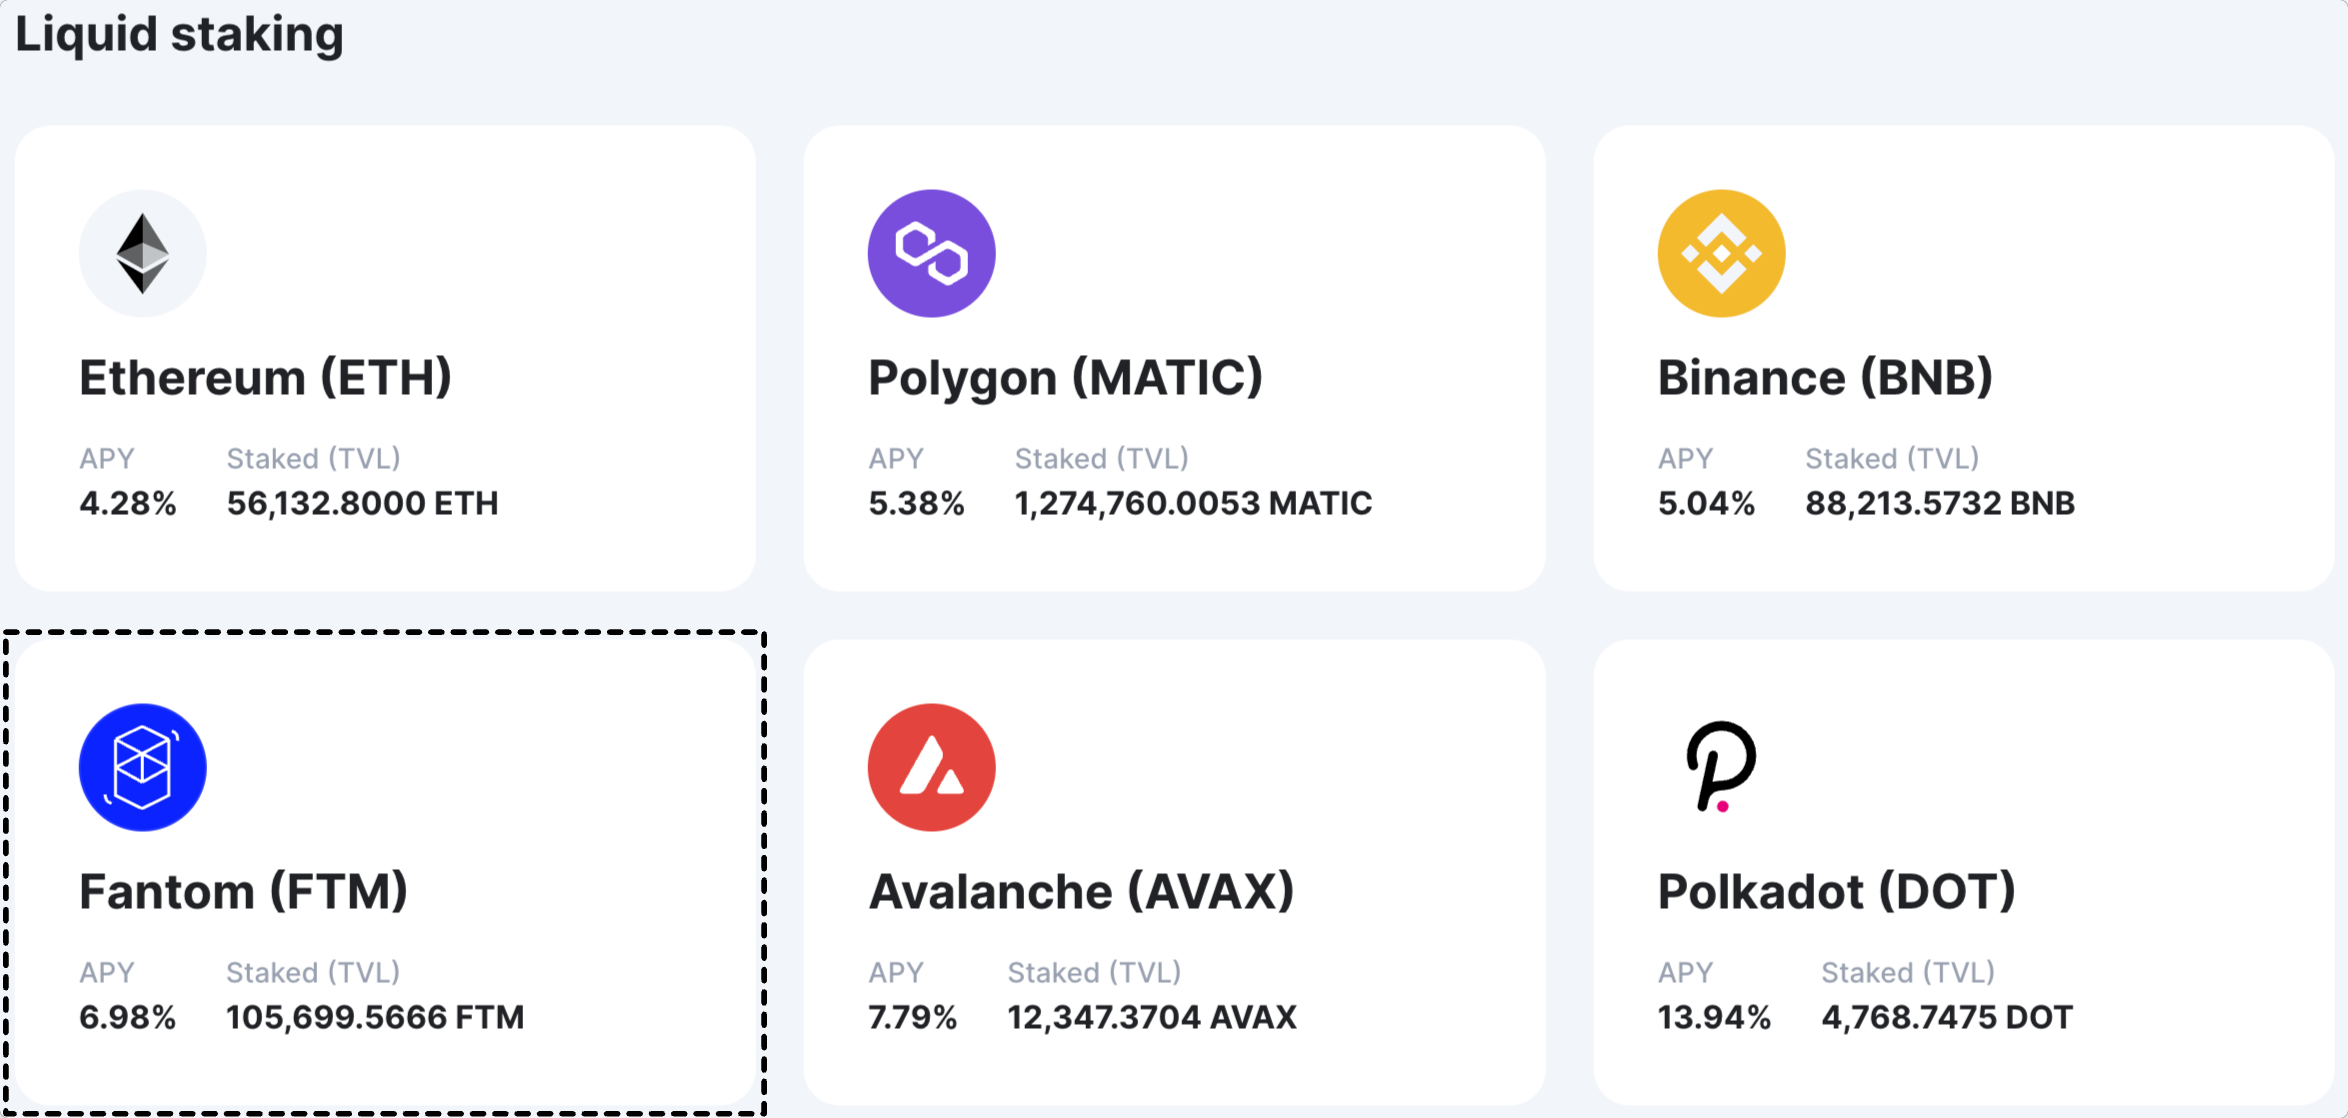 Liquid staking
Ethereum (ETH)
APY
Staked (TVL)
4.28%
56,132.8000 ETH
Polygon (MATIC)
APY
Staked (TVL)
5.38%
1,274,760.0053 MATIC
Binance (BNB)
APY
Staked (TVL)
5.04%
88,213.5732 BNB
Fantom (FTM)
APY
Staked (TVL)
6.98%
105,699.5666 FTM
Avalanche (AVAX)
APY
Staked (TVL)
7.79%
12,347.3704 AVAX
Polkadot (DOT)
APY
Staked (TVL)
13.94%
4,768.7475 DOT